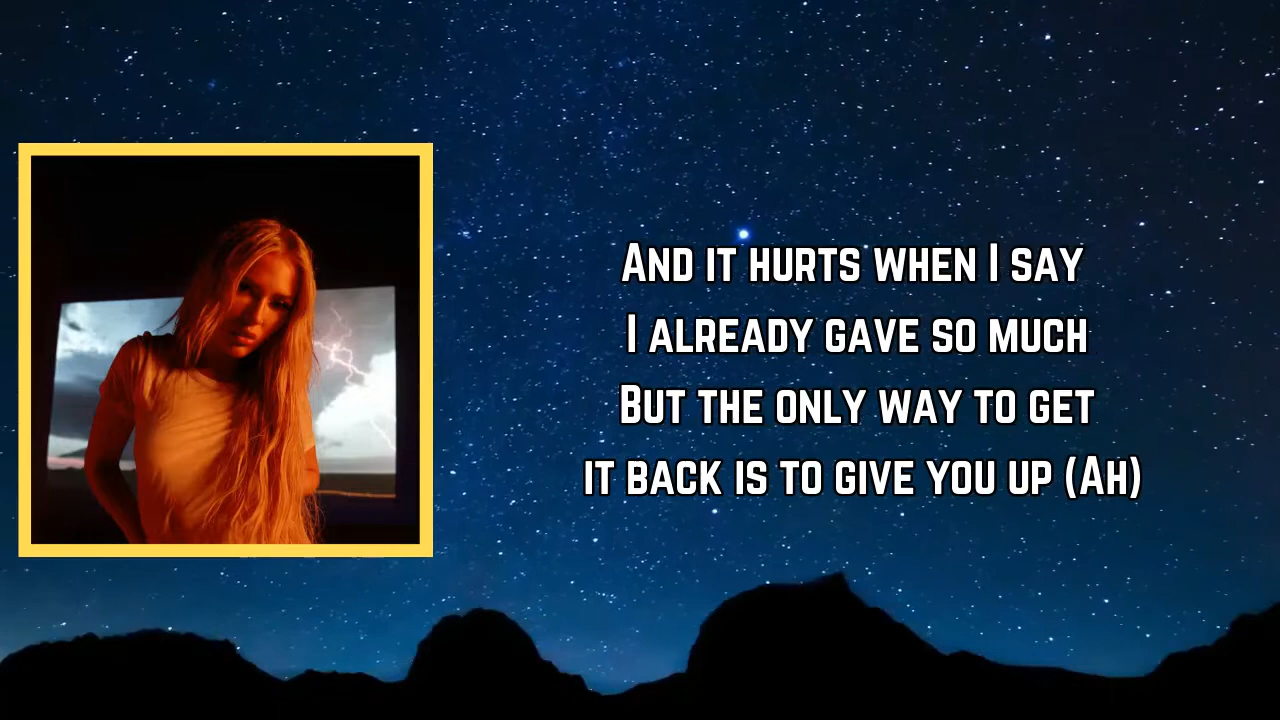 And it hurts when I say
I already gave so much
But the only way to get
it back is to give you up (Ah)